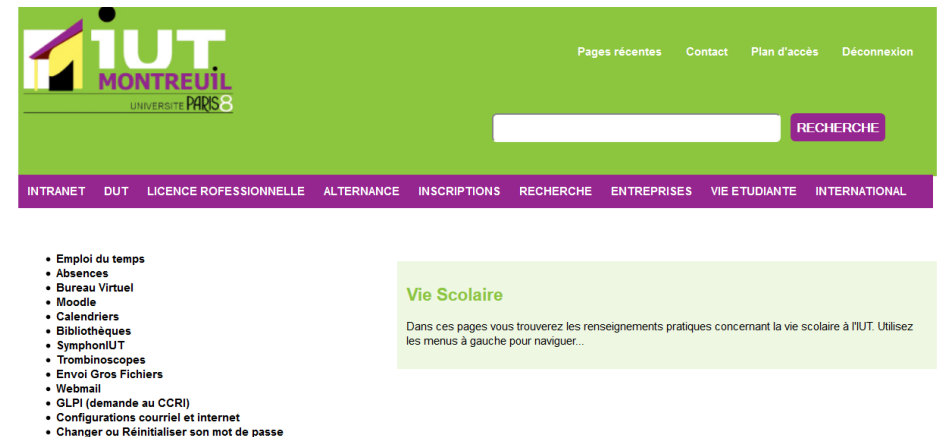 iUT
MONTREUiL
UNIVERSITE PARIS8
Pages récentes Contact Plan d'accès Déconnexion
RECHERCHE
INTRANET DUT LICENCE ROFESSIONNELLE ALTERNANCE INSCRIPTIONS RECHERCHE ENTREPRISES VIE ETUDIANTE INTERNATIONAL
Emploi du temps
Absences
Bureau Virtuel
Moodle
Calendriers
Bibliothèques
SymphonIUT
Trombinoscopes
Envoi Gros Fichiers
Webmail
GLPI (demande au CCRI)
Configurations courriel et internet
Changer ou Réinitialiser son mot de passe
Vie Scolaire
Dans ces pages vous trouverez les renseignements pratiques concernant la vie scolaire à l'IUT. Utilisez
les menus à gauche pour naviguer...